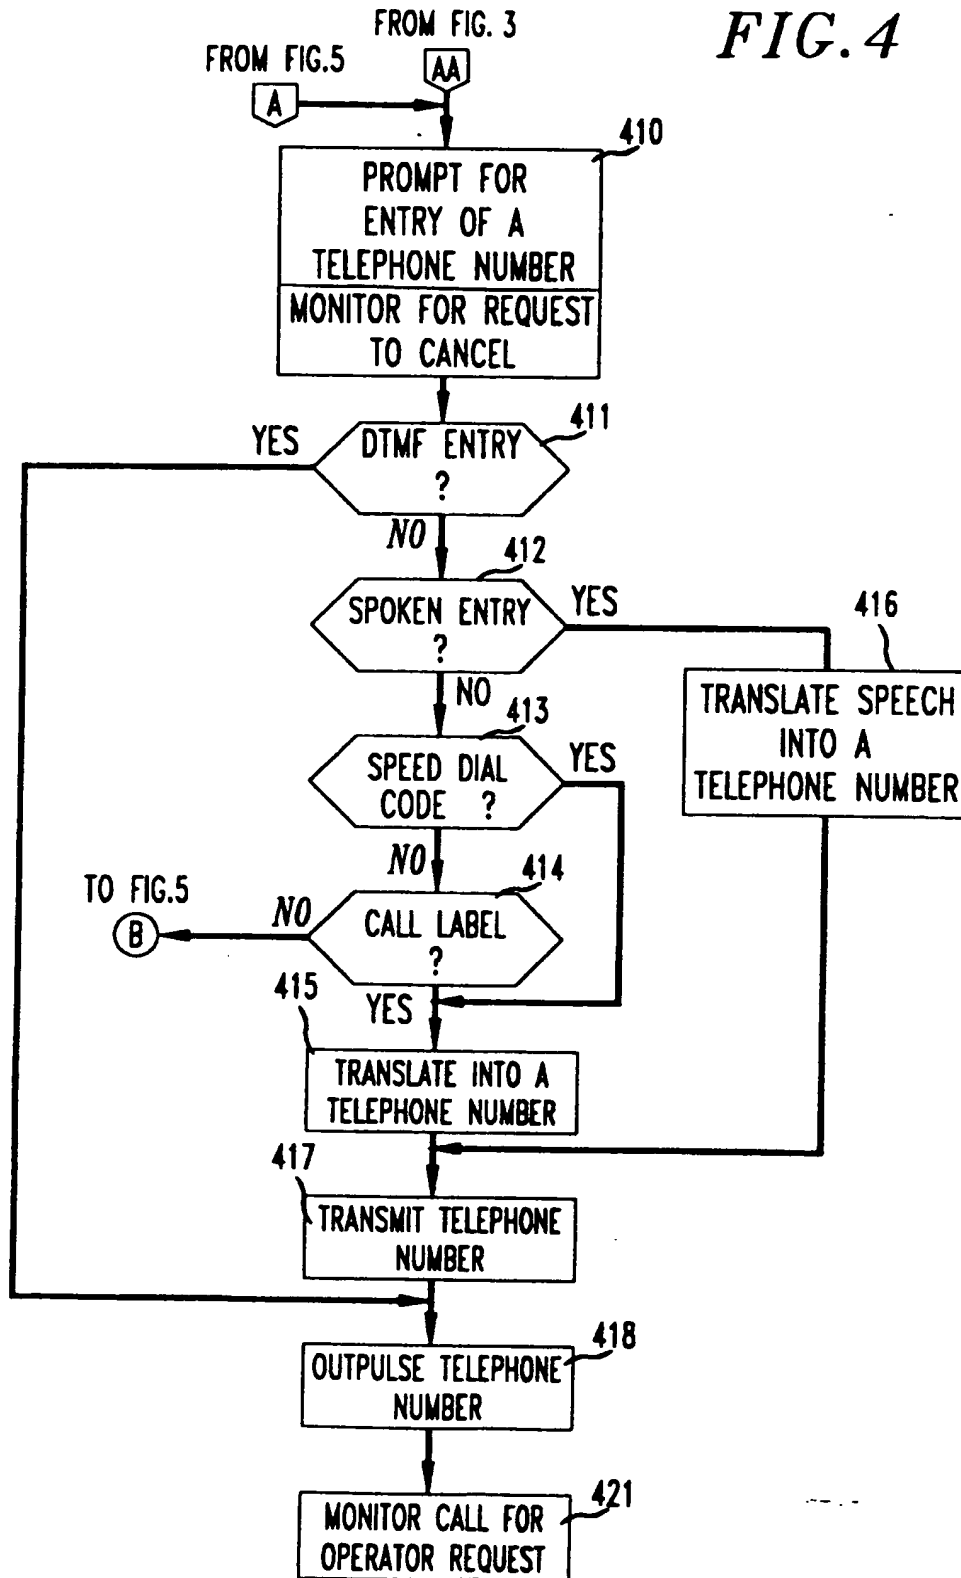 FIG. 4
FROM FIG. 3
FROM FIG.5
AA
A
410
PROMPT FOR
ENTRY OF A
TELEPHONE NUMBER
MONITOR FOR REQUEST
TO CANCEL
411
YES
DTMF ENTRY
?
NO
412
SPOKEN ENTRY
?
YES
416
TRANSLATE SPEECH
INTO A
TELEPHONE NUMBER
NO
413
SPEED DIAL
CODE ?
YES
NO
414
TO FIG.5
B
NO
CALL LABEL
?
415
YES
TRANSLATE INTO A
TELEPHONE NUMBER
417
TRANSMIT TELEPHONE
NUMBER
418
OUTPULSE TELEPHONE
NUMBER
421
MONITOR CALL FOR
OPERATOR REQUEST